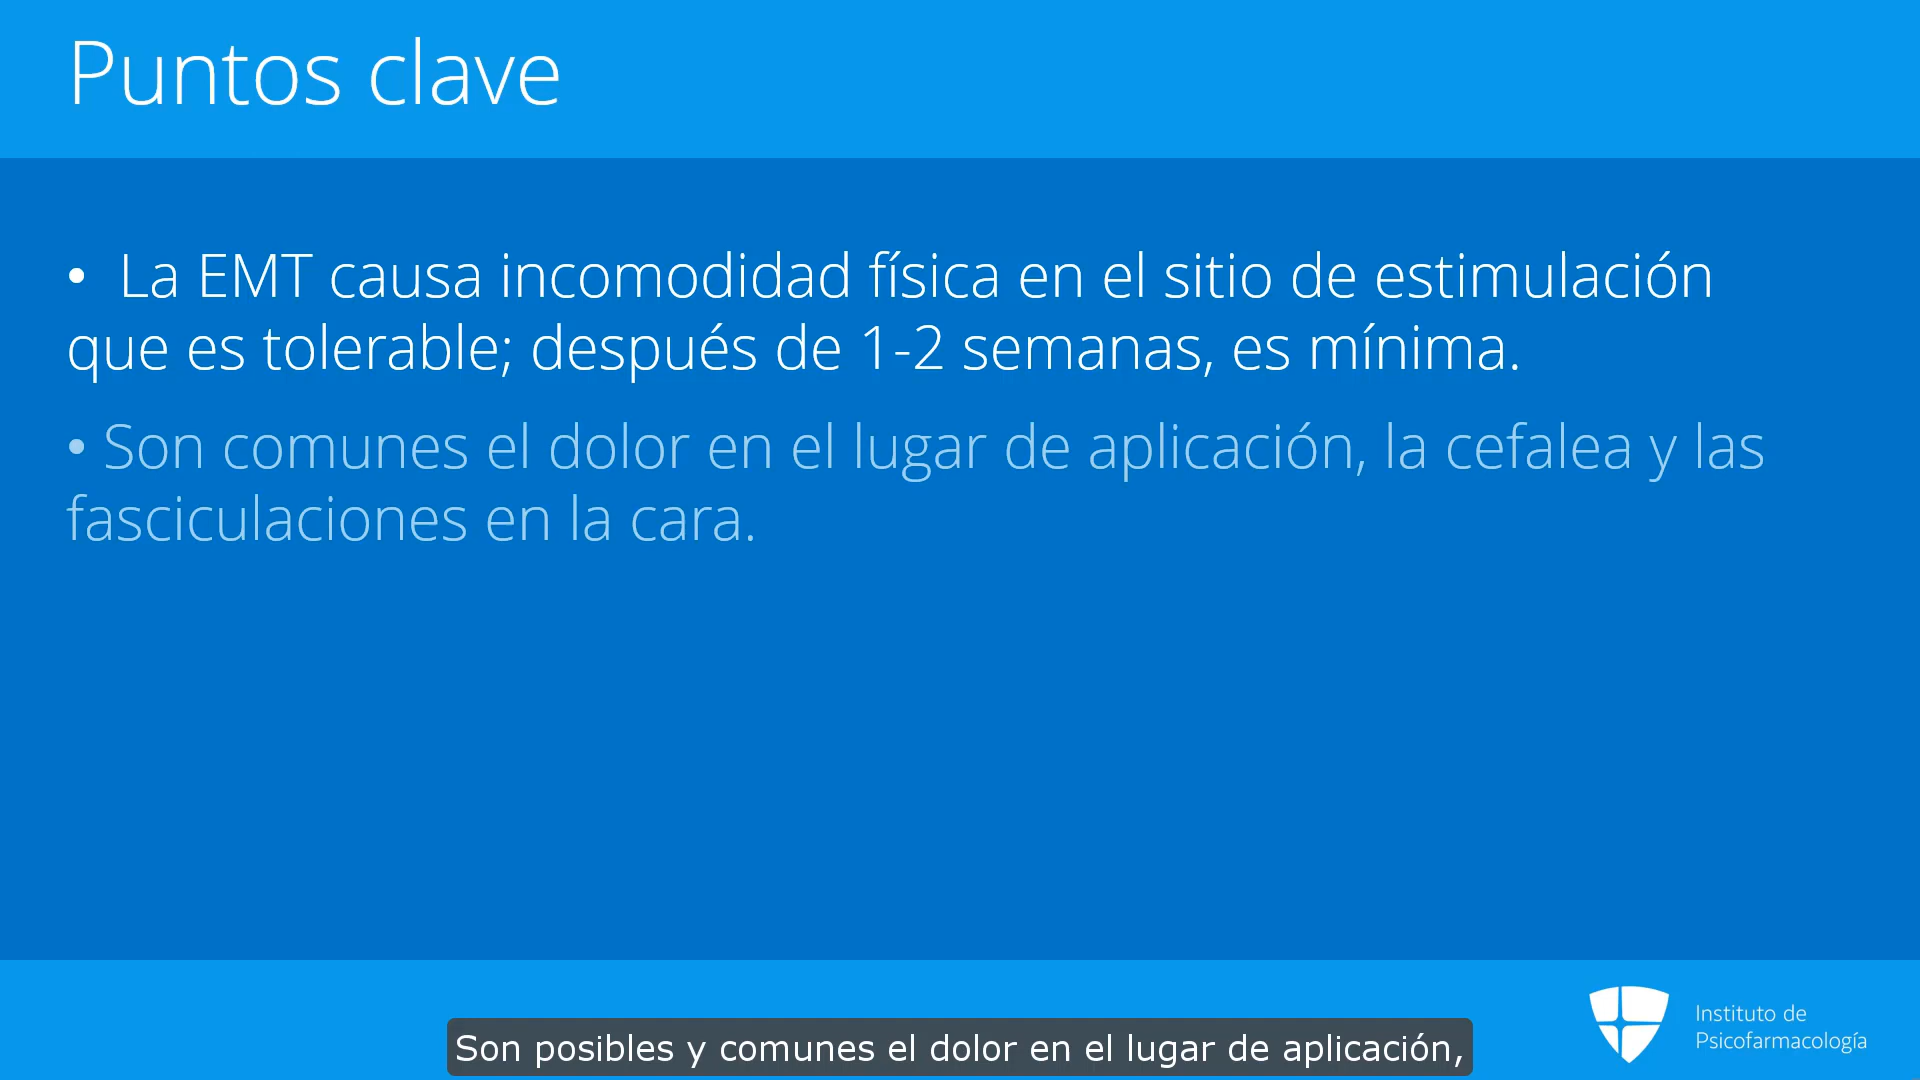 Puntos clave
• La EMT causa incomodidad física en el sitio de estimulación
que es tolerable; después de 1-2 semanas, es mínima.
• Son comunes el dolor en el lugar de aplicación, la cefalea y las
fasciculaciones en la cara.
Instituto de
Psicofarmacología
Son posibles y comunes el dolor en el lugar de aplicación,